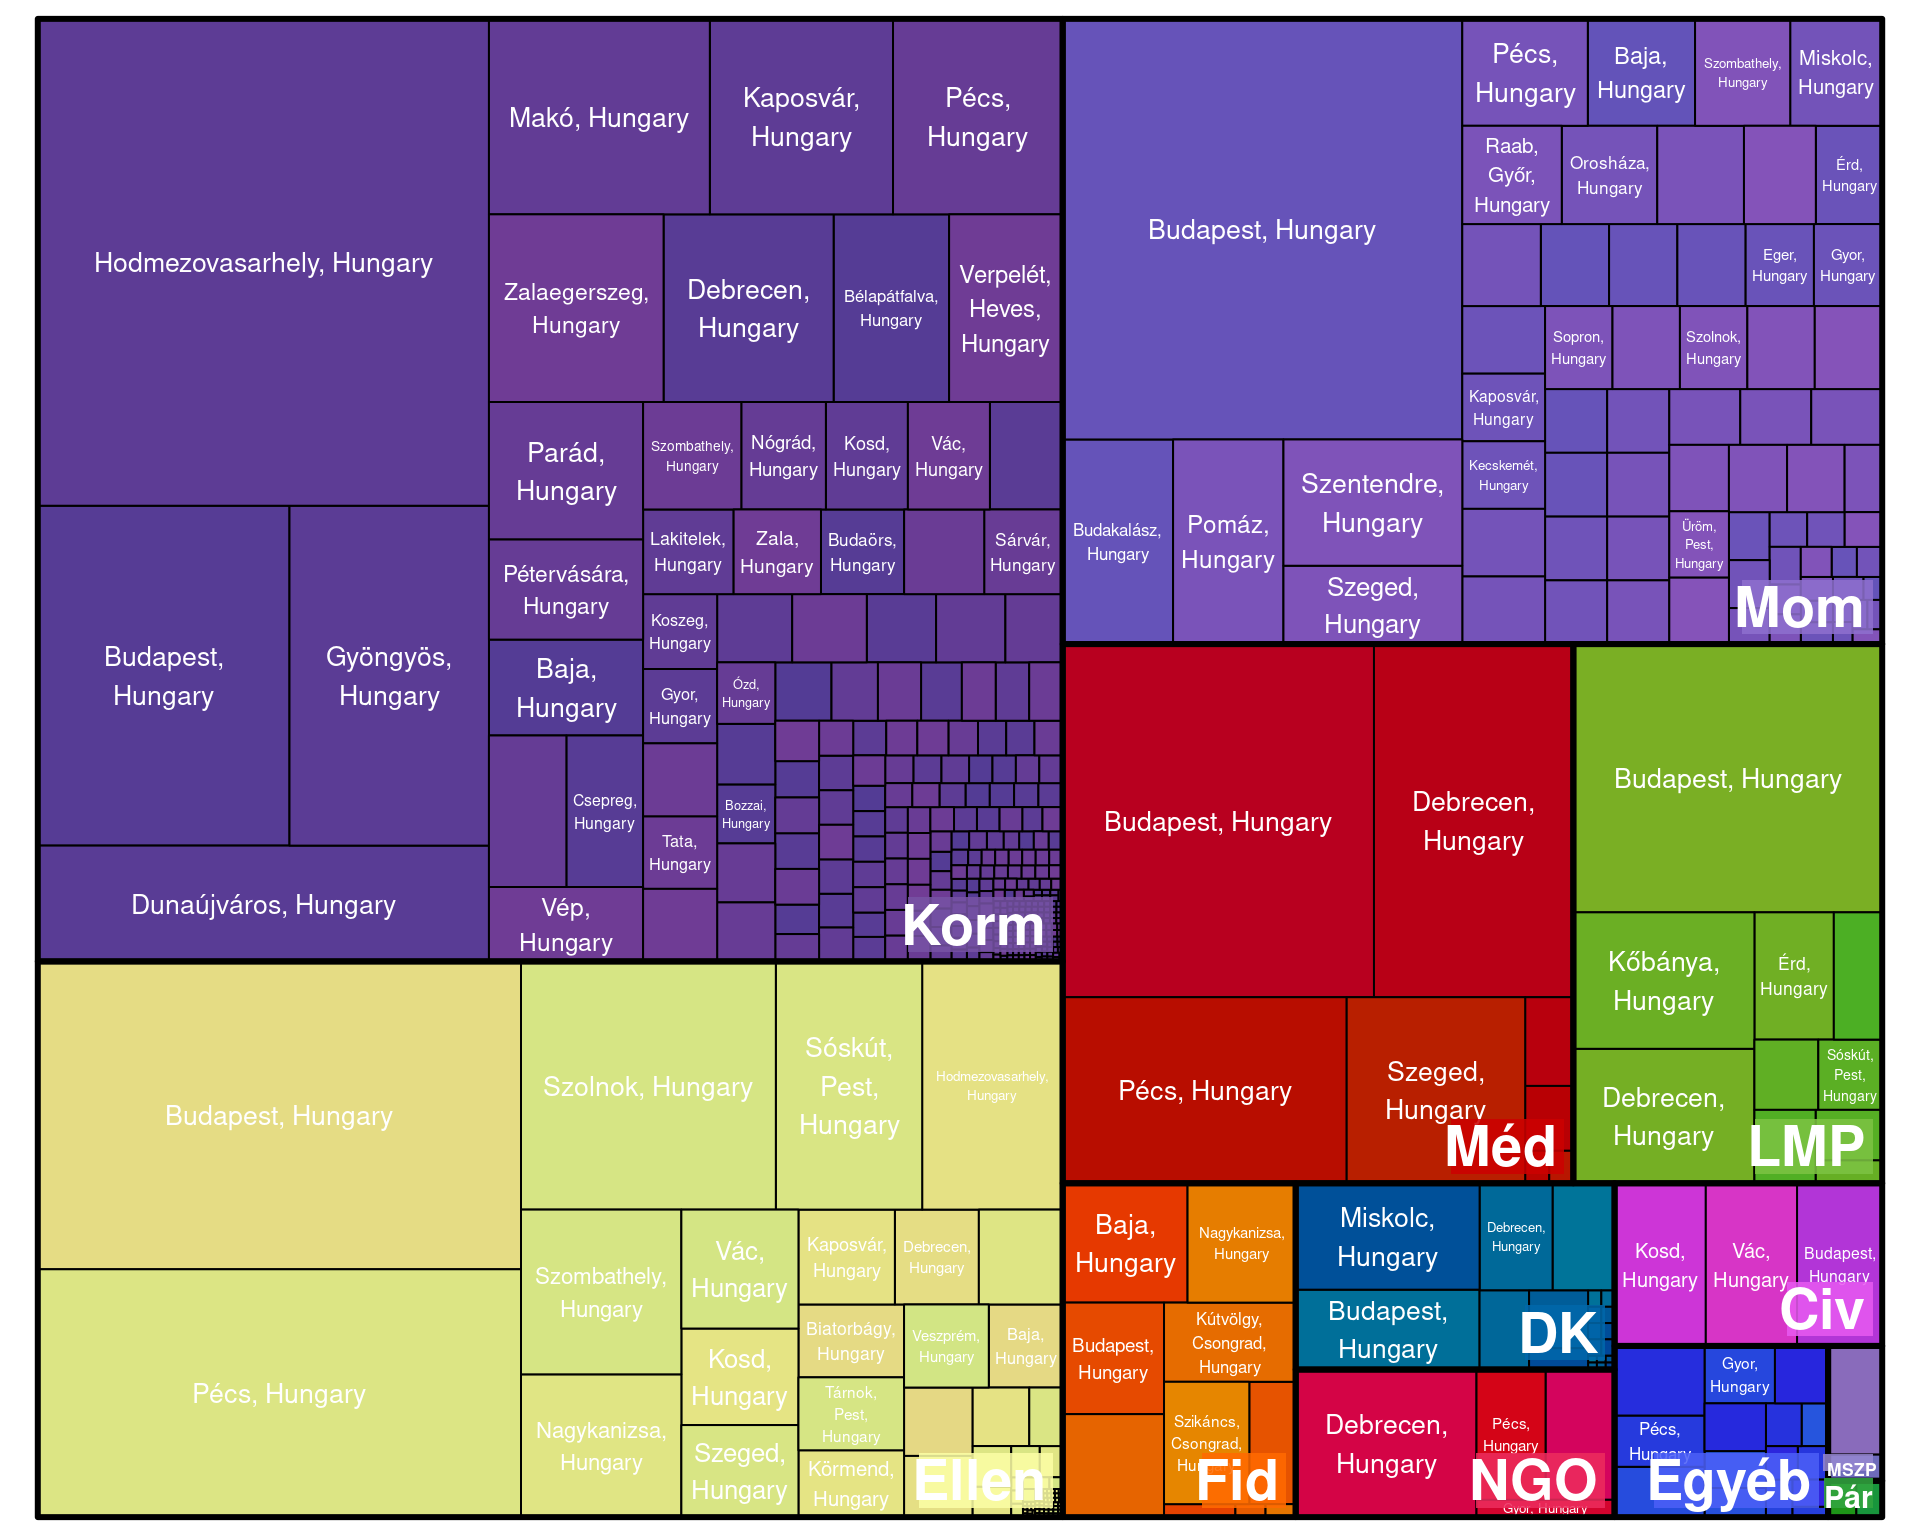 Hodmezovasarhely, Hungary
Makó, Hungary
Kaposvár,
Hungary
Pécs,
Hungary
Zalaegerszeg,
Hungary
Debrecen,
Hungary
Bélapátfalva,
Hungary
Verpelét,
Heves,
Hungary
Parád,
Hungary
Szombathely,
Hungary
Nógrád,
Hungary
Kosd,
Hungary
Vác,
Hungary
Lakitelek,
Hungary
Zala,
Hungary
Budaörs,
Hungary
Sárvár,
Hungary
Budapest,
Hungary
Gyöngyös,
Hungary
Pétervására,
Hungary
Koszeg,
Hungary
Baja,
Hungary
Gyor,
Hungary
Ózd,
Hungary
Csepreg,
Hungary
Bozzai,
Hungary
Tata,
Hungary
Dunaújváros, Hungary
Vép,
Hungary
Korm
Budapest, Hungary
Pécs,
Hungary
Baja,
Hungary
Szombathely,
Hungary
Miskolc,
Hungary
Raab,
Győr,
Hungary
Orosháza,
Hungary
Érd,
Hungary
Eger,
Hungary
Gyor,
Hungary
Sopron,
Hungary
Szolnok,
Hungary
Kaposvár,
Hungary
Kecskemét,
Hungary
Budakalász,
Hungary
Pomáz,
Hungary
Szentendre,
Hungary
Szeged,
Hungary
Üröm,
Pest,
Hungary
Mom
Budapest, Hungary
Debrecen,
Hungary
Pécs, Hungary
Szeged,
Hungary
Méd
Budapest, Hungary
Kőbánya,
Hungary
Érd,
Hungary
Debrecen,
Hungary
Sóskút,
Pest,
Hungary
LMP
Budapest, Hungary
Pécs, Hungary
Szolnok, Hungary
Sóskút,
Pest,
Hungary
Hodmezovasarhely,
Hungary
Szombathely,
Hungary
Vác,
Hungary
Kaposvár,
Hungary
Debrecen,
Hungary
Kosd,
Hungary
Biatorbágy,
Hungary
Veszprém,
Hungary
Baja,
Hungary
Nagykanizsa,
Hungary
Szeged,
Hungary
Tárnok,
Pest,
Hungary
Körmend,
Hungary
Ellen
Baja,
Hungary
Nagykanizsa,
Hungary
Budapest,
Hungary
Kútvölgy,
Csongrad,
Hungary
Szikáncs,
Csongrad,
Hungary
Fid
Miskolc,
Hungary
Debrecen,
Hungary
Budapest,
Hungary
DK
Kosd,
Hungary
Vác,
Hungary
Budapest,
Hungary
Civ
Debrecen,
Hungary
Pécs,
Hungary
Gyor, Hungary
NGO
Gyor,
Hungary
Pécs,
Hungary
Egyéb
MSZP
Pár